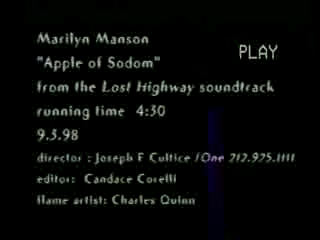 Marilyn Manson
PLAY
"Apple of Sodom"
from the Lost Highway soundtrack
running time 4:30
9.3.98
director : Joseph F Cultice /One 212.925.1111
editor: Candace Corelli
flame artist: Charles Quinn